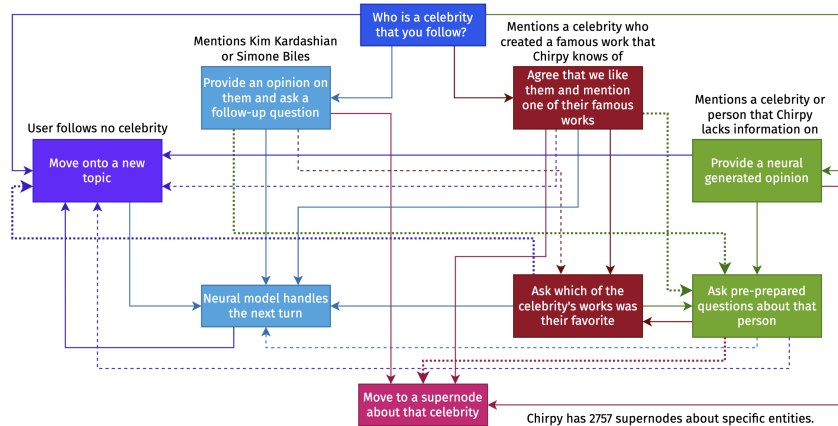 Who is a celebrity
that you follow?
Mentions Kim Kardashian
or Simone Biles
Mentions a celebrity who
created a famous work that
Chirpy knows of
Provide an opinion on
them and ask a
follow-up question
Agree that we like
them and mention
one of their famous
works
Mentions a celebrity or
person that Chirpy
lacks information on
User follows no celebrity
Move onto a new
topic
Provide a neural
generated opinion
Neural model handles
the next turn
Ask which of the
celebrity's works was
their favorite
Ask pre-prepared
questions about that
person
Move to a supernode
about that celebrity
Chirpy has 2757 supernodes about specific entities.